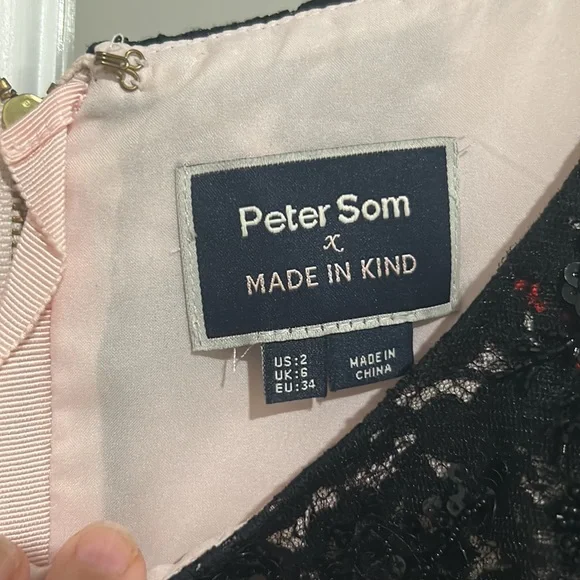 Peter Som
x
MADE IN KIND
US:2
UK:6
EU:34
MADE IN
CHINA